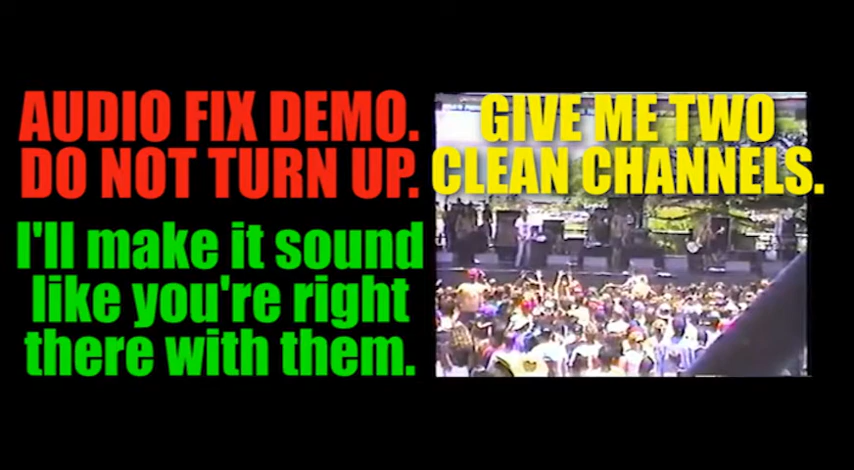 AUDIO FIX DEMO.
DO NOT TURN UP.
I'll make it sound
like you're right
there with them.
GIVE ME TWO
CLEAN CHANNELS.